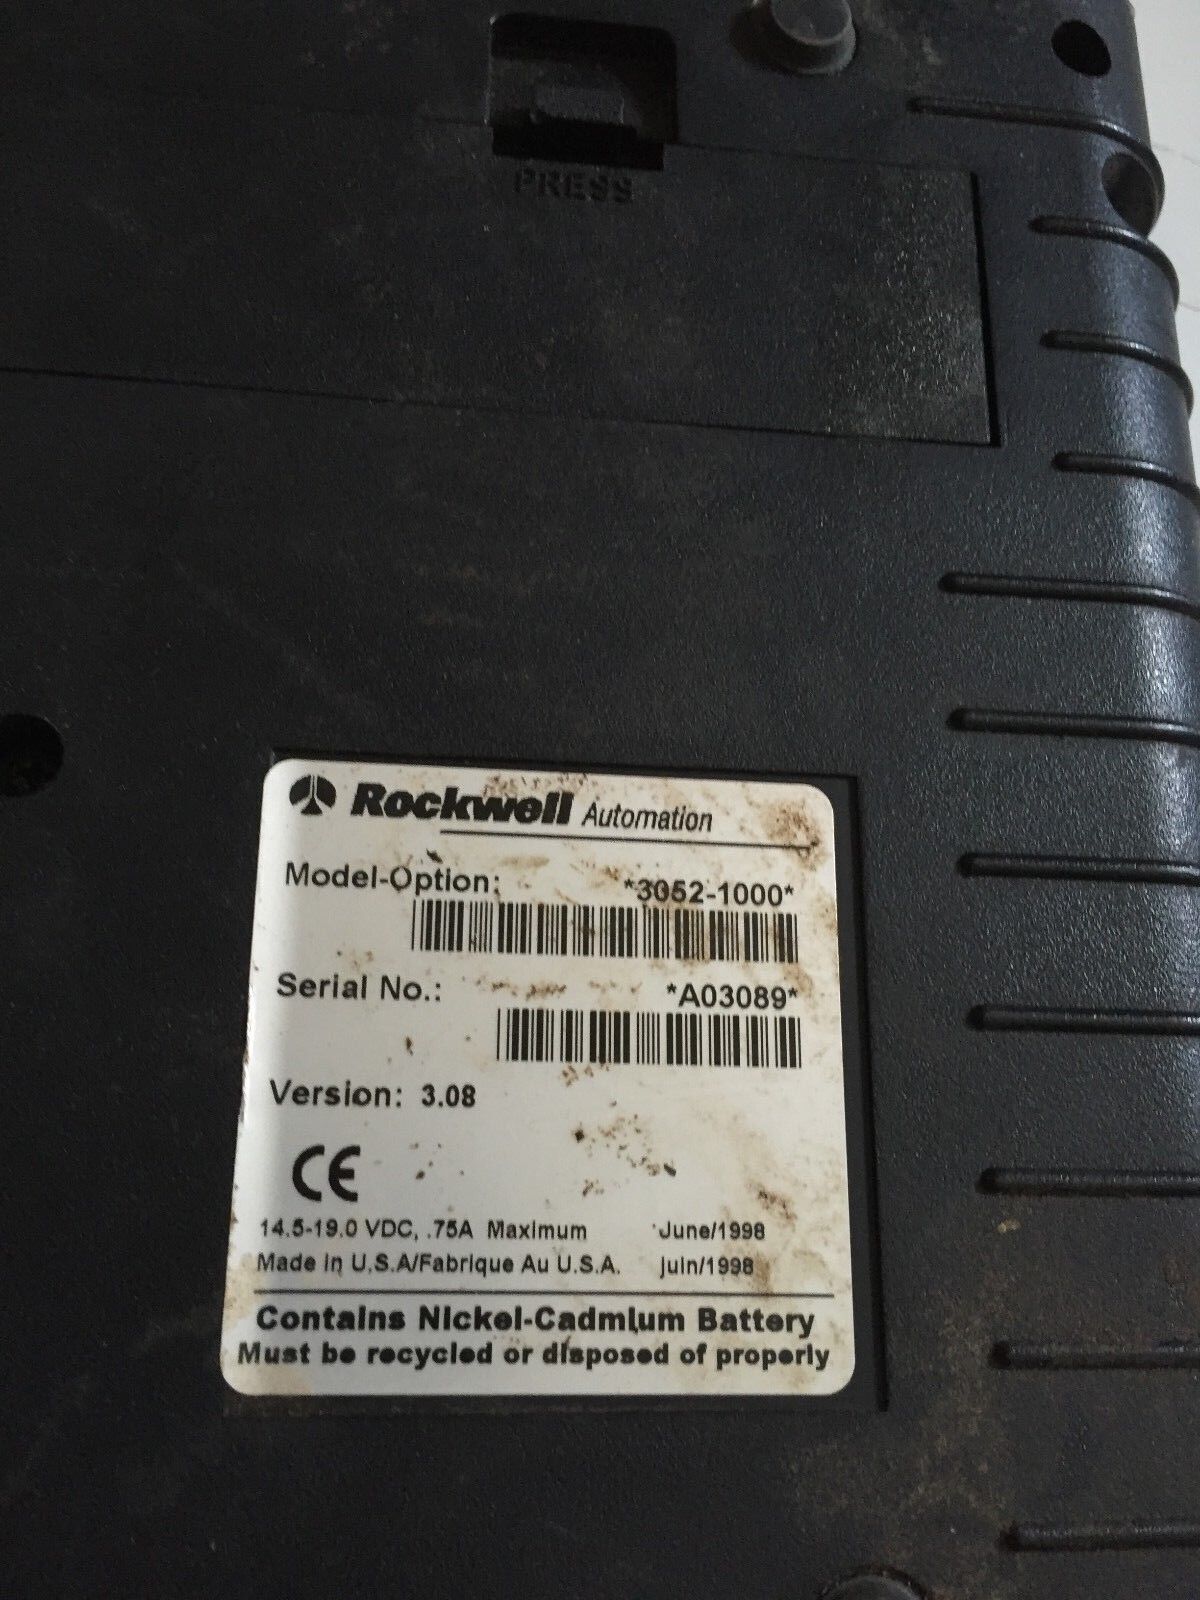 PRESS
Rockwell Automation
Model-Option: *3052-1000*
Serial No.: *A03089*
Version: 3.08
CE
14.5-19.0 VDC, .75A Maximum June/1998
Made in U.S.A/Fabrique Au U.S.A. juin/1998
Contains Nickel-Cadmium Battery
Must be recycled or disposed of properly